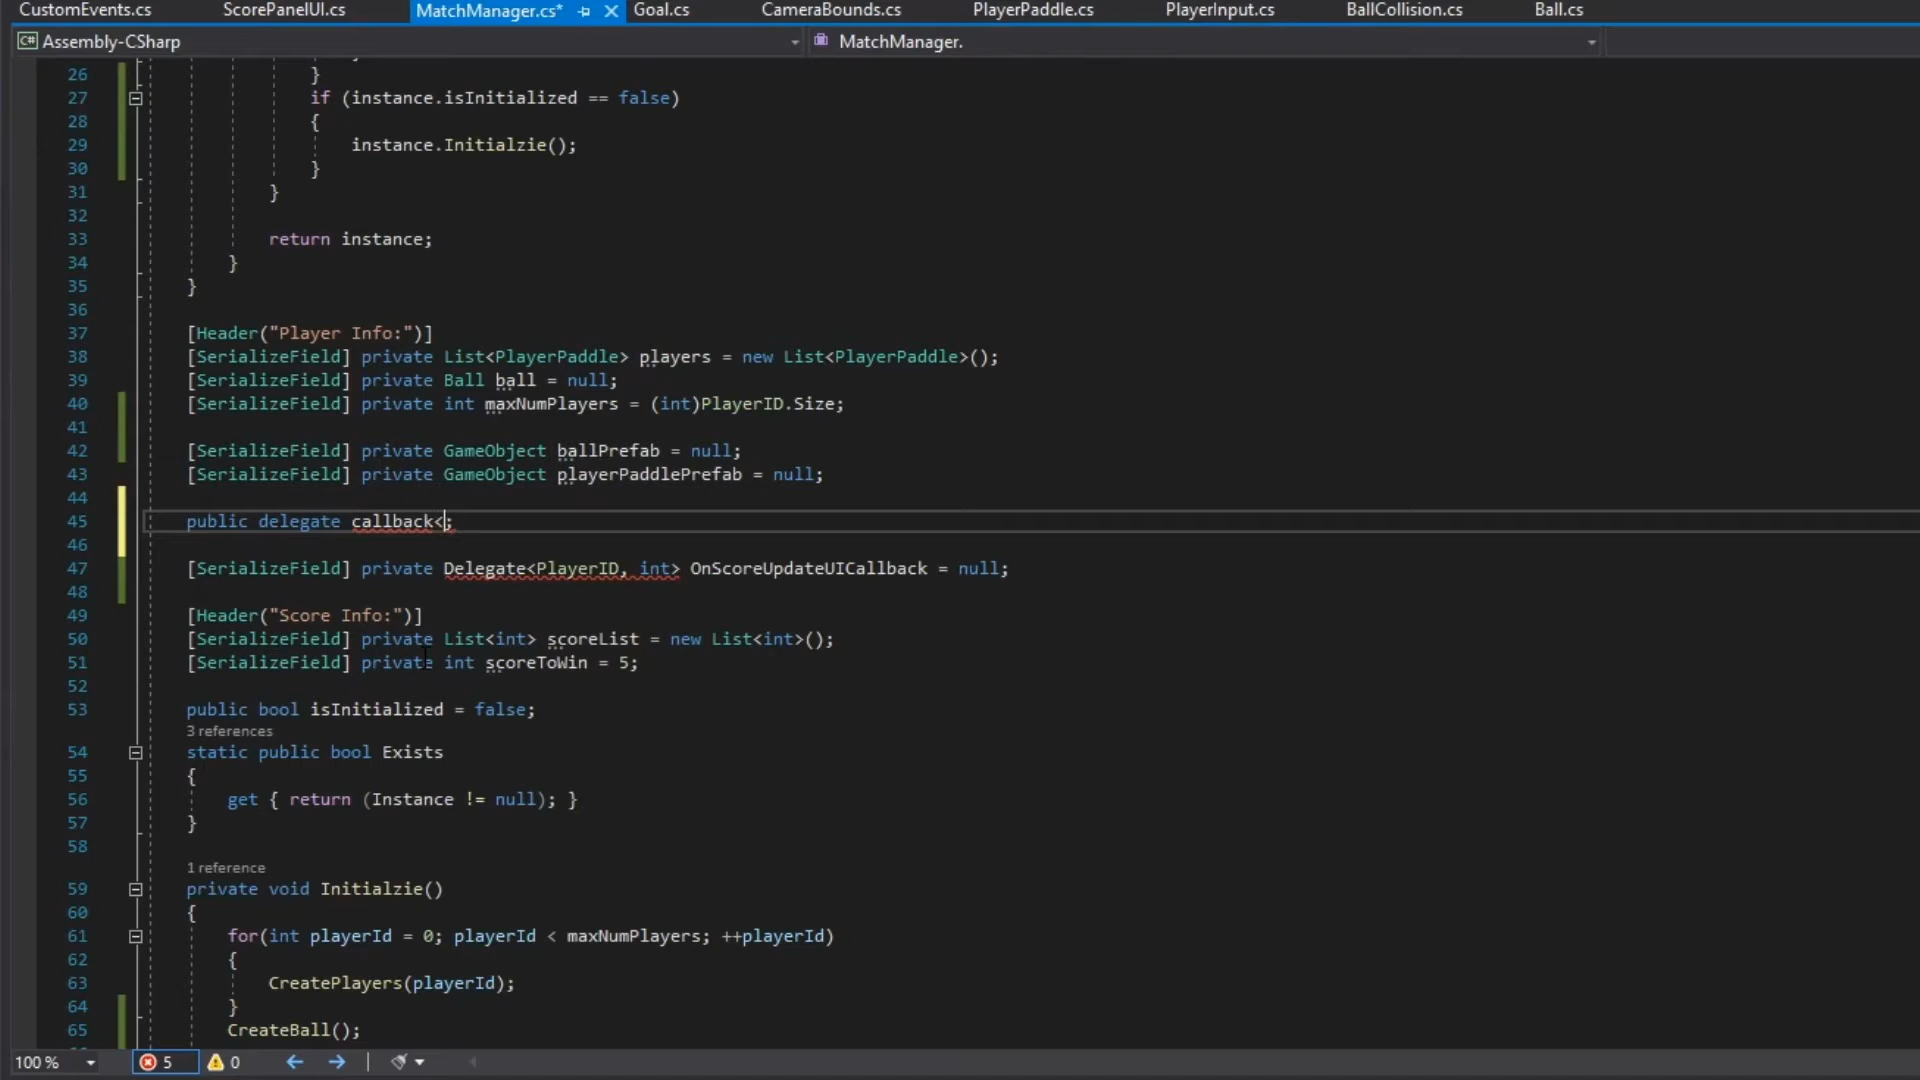 CustomEvents.cs ScorePanelUI.cs MatchManager.cs* Goal.cs CameraBounds.cs PlayerPaddle.cs PlayerInput.cs BallCollision.cs Ball.cs
C# Assembly-CSharp MatchManager.
26 }
27 if (instance.isInitialized == false)
28 {
29 instance.Initialzie();
30 }
31 }
32
33 return instance;
34 }
35 }
36
37 [Header("Player Info:")]
38 [SerializeField] private List<PlayerPaddle> players = new List<PlayerPaddle>();
39 [SerializeField] private Ball ball = null;
40 [SerializeField] private int maxNumPlayers = (int)PlayerID.Size;
41
42 [SerializeField] private GameObject ballPrefab = null;
43 [SerializeField] private GameObject playerPaddlePrefab = null;
44
45 public delegate callback<;
46
47 [SerializeField] private Delegate<PlayerID, int> OnScoreUpdateUICallback = null;
48
49 [Header("Score Info:")]
50 [SerializeField] private List<int> scoreList = new List<int>();
51 [SerializeField] private int scoreToWin = 5;
52
53 public bool isInitialized = false;
3 references
54 static public bool Exists
55 {
56 get { return (Instance != null); }
57 }
58
1 reference
59 private void Initialzie()
60 {
61 for(int playerId = 0; playerId < maxNumPlayers; ++playerId)
62 {
63 CreatePlayers(playerId);
64 }
65 CreateBall();
100 % 5 0